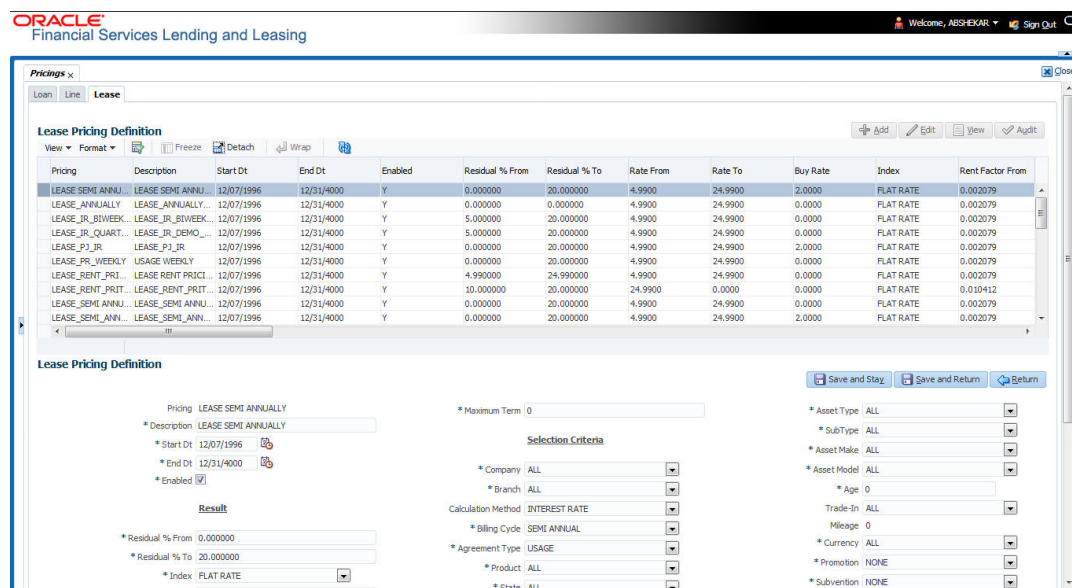 ORACLE®
Financial Services Lending and Leasing
Welcome, ABSHEKAR Sign Out
Pricings x
Close
Loan Line Lease
Lease Pricing Definition
Add Edit View Audit
View Format Freeze Detach Wrap
Pricing Description Start Dt End Dt Enabled Residual % From Residual % To Rate From Rate To Buy Rate Index Rent Factor From
LEASE SEMI ANNU... LEASE SEMI ANNU... 12/07/1996 12/31/4000 Y 0.000000 20.000000 4.9900 24.9900 2.0000 FLAT RATE 0.002079
LEASE_ANNUALLY LEASE_ANNUALLY... 12/07/1996 12/31/4000 Y 0.000000 0.000000 4.9900 24.9900 0.0000 FLAT RATE 0.002079
LEASE_IR_BIWEEK... LEASE_IR_BIWEEK... 12/07/1996 12/31/4000 Y 5.000000 20.000000 4.9900 24.9900 0.0000 FLAT RATE 0.002079
LEASE_IR_QUART... LEASE_IR_DEMO_... 12/07/1996 12/31/4000 Y 5.000000 20.000000 4.9900 24.9900 0.0000 FLAT RATE 0.002079
LEASE_PJ_IR LEASE_PJ_IR 12/07/1996 12/31/4000 Y 0.000000 20.000000 4.9900 24.9900 2.0000 FLAT RATE 0.002079
LEASE_PR_WEEKLY USAGE WEEKLY 12/07/1996 12/31/4000 Y 0.000000 20.000000 4.9900 24.9900 0.0000 FLAT RATE 0.002079
LEASE_RENT_PRI... LEASE RENT PRICI... 12/07/1996 12/31/4000 Y 4.990000 24.990000 4.9900 24.9900 0.0000 FLAT RATE 0.002079
LEASE_RENT_PRIT... LEASE_RENT_PRIT... 12/07/1996 12/31/4000 Y 10.000000 20.000000 24.9900 0.0000 0.0000 FLAT RATE 0.010412
LEASE_SEMI ANNU... LEASE_SEMI ANNU... 12/07/1996 12/31/4000 Y 0.000000 20.000000 4.9900 24.9900 0.0000 FLAT RATE 0.002079
LEASE_SEMI_ANN... LEASE_SEMI_ANN... 12/07/1996 12/31/4000 Y 0.000000 20.000000 4.9900 24.9900 2.0000 FLAT RATE 0.002079
Lease Pricing Definition
Save and Stay Save and Return Return
Pricing LEASE SEMI ANNUALLY
* Description LEASE SEMI ANNUALLY
* Start Dt 12/07/1996
* End Dt 12/31/4000
* Enabled
Result
* Residual % From 0.000000
* Residual % To 20.000000
* Index FLAT RATE
* Maximum Term 0
Selection Criteria
* Company ALL
* Branch ALL
Calculation Method INTEREST RATE
* Billing Cycle SEMI ANNUAL
* Agreement Type USAGE
* Product ALL
* State ALL
* Asset Type ALL
* SubType ALL
* Asset Make ALL
* Asset Model ALL
* Age 0
Trade-In ALL
Mileage 0
* Currency ALL
* Promotion NONE
* Subvention NONE